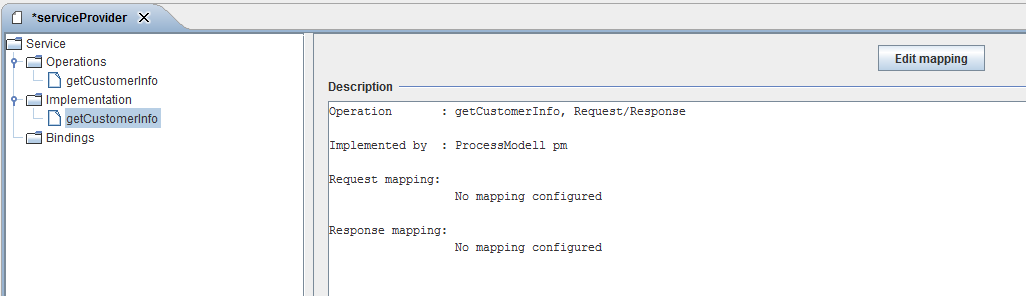 *serviceProvider
Service
Operations
getCustomerInfo
Implementation
getCustomerInfo
Bindings
Edit mapping
Description
Operation : getCustomerInfo, Request/Response
Implemented by : ProcessModell pm
Request mapping:
No mapping configured
Response mapping:
No mapping configured